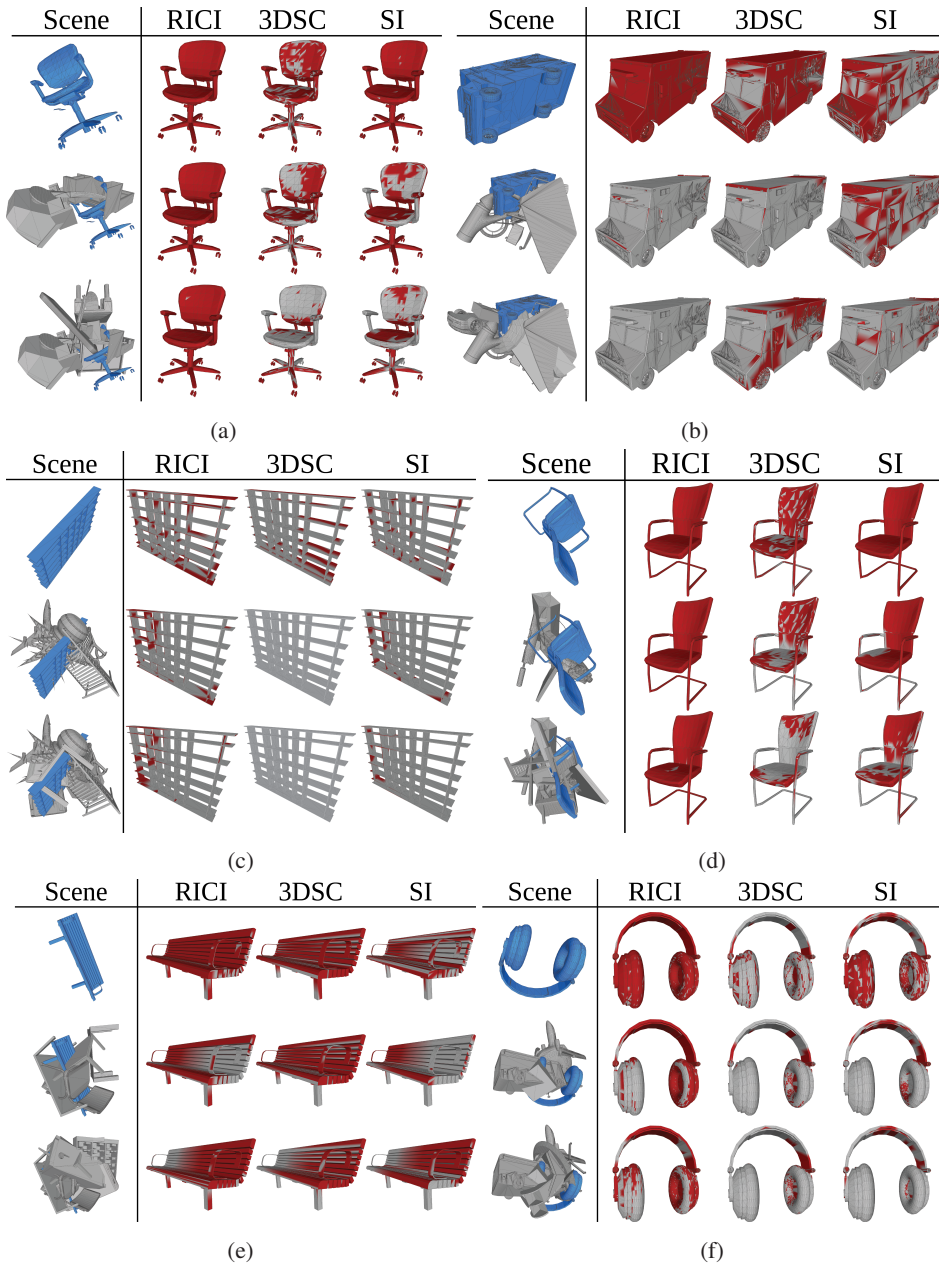 Scene RICI 3DSC SI
Scene RICI 3DSC SI
(a)
(b)
Scene RICI 3DSC SI
Scene RICI 3DSC SI
(c)
(d)
Scene RICI 3DSC SI
Scene RICI 3DSC SI
(e)
(f)